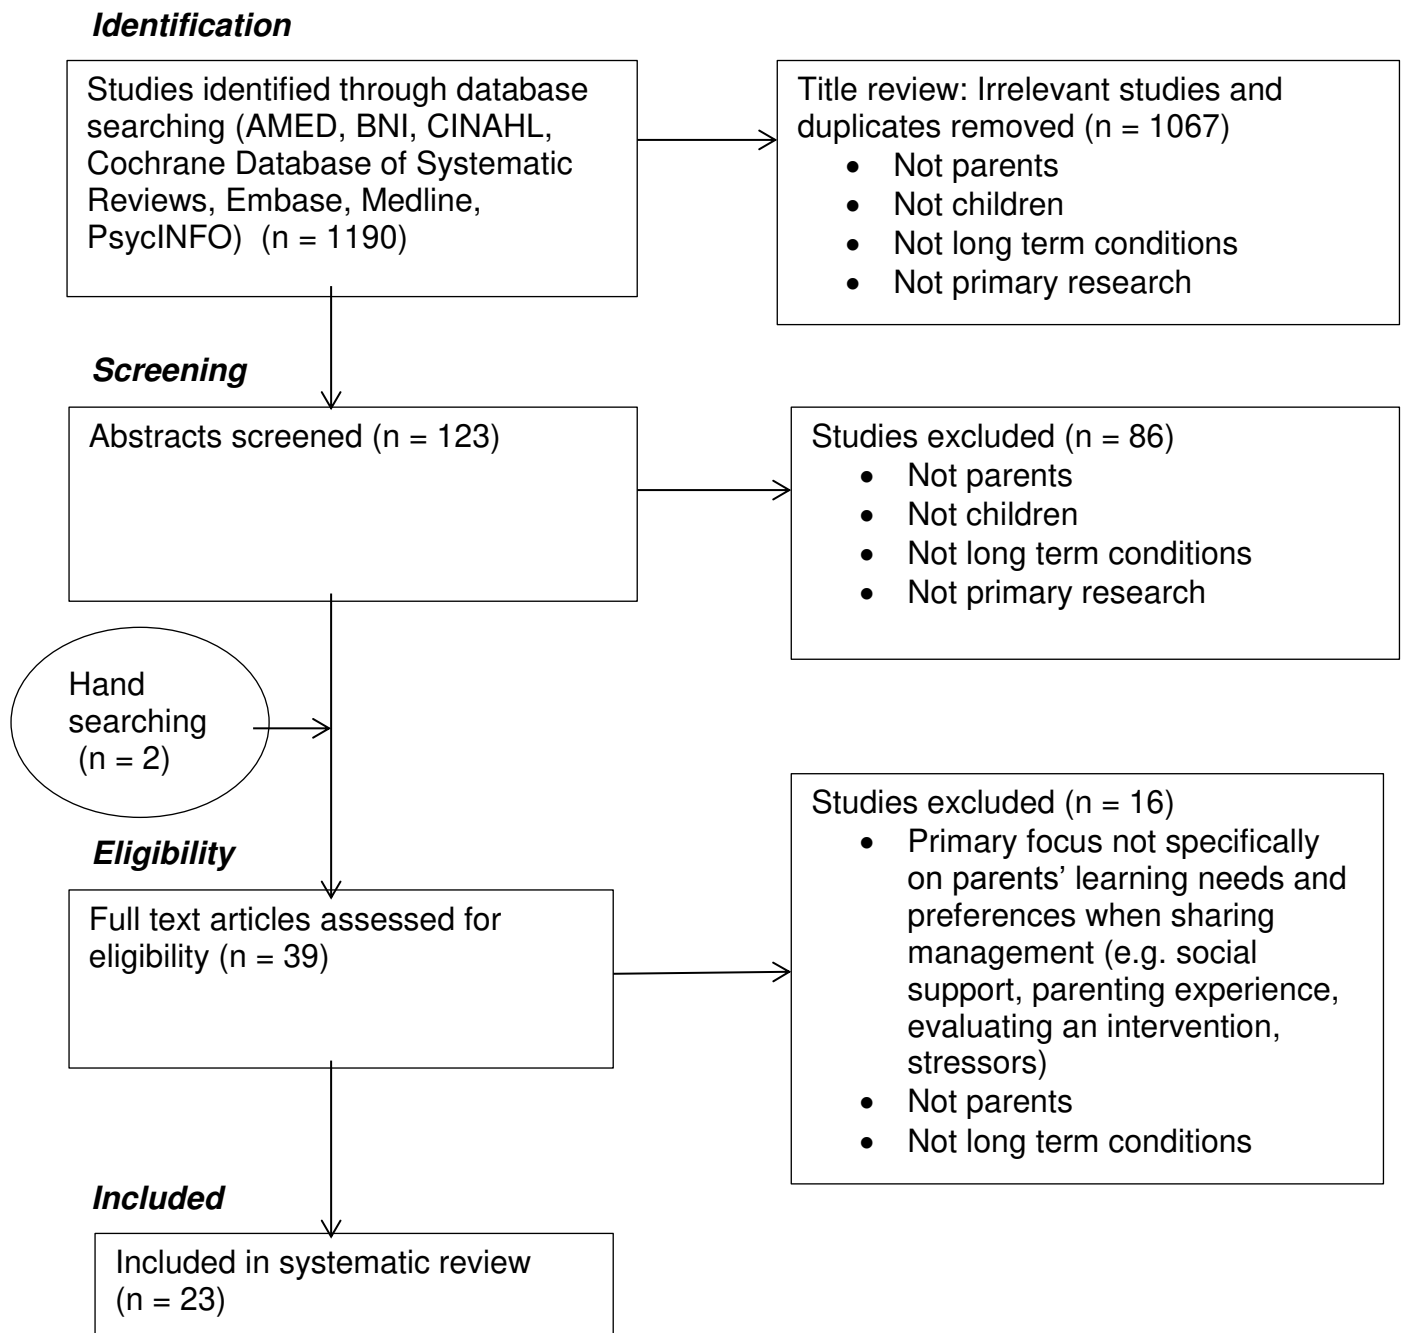 Identification
Studies identified through database
searching (AMED, BNI, CINAHL,
Cochrane Database of Systematic
Reviews, Embase, Medline,
PsycINFO)  (n = 1190)
Title review: Irrelevant studies and
duplicates removed (n = 1067)
• Not parents
• Not children
• Not long term conditions
• Not primary research
Screening
Abstracts screened (n = 123)
Studies excluded (n = 86)
• Not parents
• Not children
• Not long term conditions
• Not primary research
Hand
searching
(n = 2)
Eligibility
Full text articles assessed for
eligibility (n = 39)
Studies excluded (n = 16)
• Primary focus not specifically
on parents’ learning needs and
preferences when sharing
management (e.g. social
support, parenting experience,
evaluating an intervention,
stressors)
• Not parents
• Not long term conditions
Included
Included in systematic review
(n = 23)